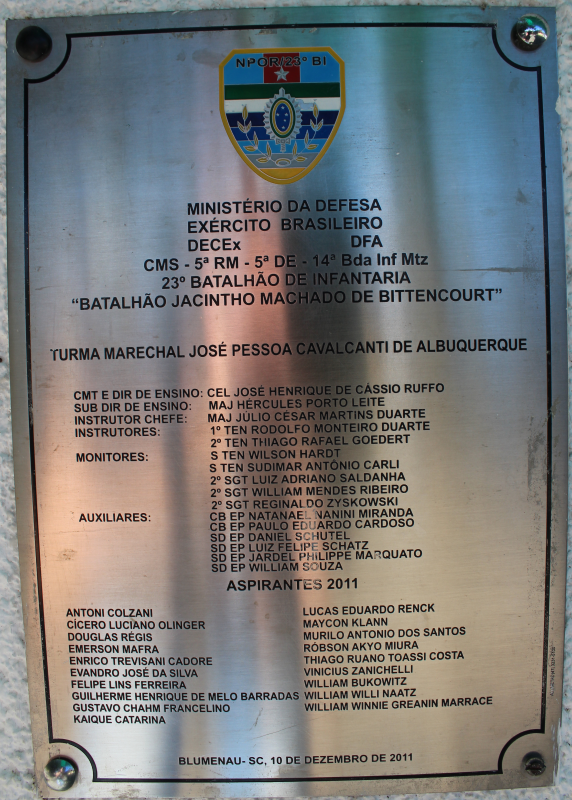 NPOR/23º BI
MINISTÉRIO DA DEFESA
EXÉRCITO BRASILEIRO
DECEx DFA
CMS - 5ª RM - 5ª DE - 14ª Bda Inf Mtz
23º BATALHÃO DE INFANTARIA
“BATALHÃO JACINTHO MACHADO DE BITTENCOURT”
TURMA MARECHAL JOSÉ PESSOA CAVALCANTI DE ALBUQUERQUE
CMT E DIR DE ENSINO: CEL JOSÉ HENRIQUE DE CÁSSIO RUFFO
SUB DIR DE ENSINO: MAJ HÉRCULES PORTO LEITE
INSTRUTOR CHEFE: MAJ JÚLIO CÉSAR MARTINS DUARTE
INSTRUTORES: 1º TEN RODOLFO MONTEIRO DUARTE
2º TEN THIAGO RAFAEL GOEDERT
MONITORES: S TEN WILSON HARDT
S TEN SUDIMAR ANTÔNIO CARLI
2º SGT LUIZ ADRIANO SALDANHA
2º SGT WILLIAM MENDES RIBEIRO
2º SGT REGINALDO ZYSKOWSKI
AUXILIARES: CB EP NATANAEL NANINI MIRANDA
CB EP PAULO EDUARDO CARDOSO
SD EP DANIEL SCHUTEL
SD EP LUIZ FELIPE SCHATZ
SD EP JARDEL PHILIPPE MARQUATO
SD EP WILLIAM SOUZA
ASPIRANTES 2011
ANTONI COLZANI
CÍCERO LUCIANO OLINGER
DOUGLAS RÉGIS
EMERSON MAFRA
ENRICO TREVISANI CADORE
EVANDRO JOSÉ DA SILVA
FELIPE LINS FERREIRA
GUILHERME HENRIQUE DE MELO BARRADAS
GUSTAVO CHAHM FRANCELINO
KAIQUE CATARINA
LUCAS EDUARDO RENCK
MAYCON KLANN
MURILO ANTONIO DOS SANTOS
RÓBSON AKYO MIURA
THIAGO RUANO TOASSI COSTA
VINICIUS ZANICHELLI
WILLIAM BUKOWITZ
WILLIAM WILLI NAATZ
WILLIAM WINNIE GREANIN MARRACE
BLUMENAU- SC, 10 DE DEZEMBRO DE 2011